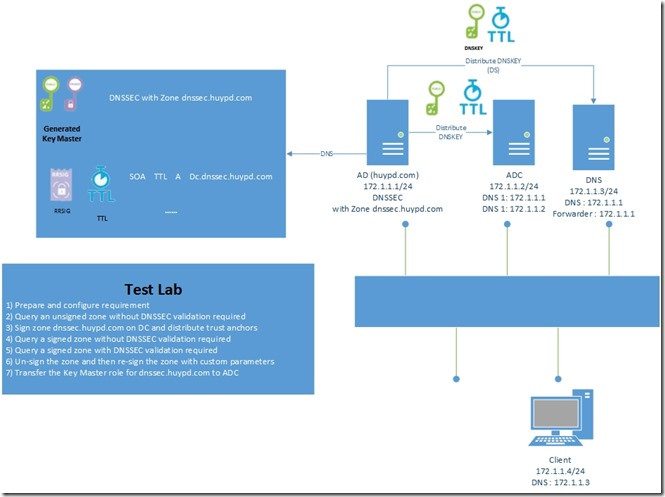 DNSKEY
TTL
Distribute DNSKEY
(DS)
DNSSEC with Zone dnssec.huypd.com
Generated
Key Master
TTL
Distribute
DNSKEY
DNS
SOA TTL A Dc.dnssec.huypd.com
RRSIG
TTL
RRSIG
TTL
......
AD (huypd.com)
172.1.1.1/24
DNSSEC
with Zone dnssec.huypd.com
ADC
172.1.1.2/24
DNS 1: 172.1.1.1
DNS 1: 172.1.1.2
DNS
172.1.1.3/24
DNS : 172.1.1.1
Forwarder : 172.1.1.1
Test Lab
1) Prepare and configure requirement
2) Query an unsigned zone without DNSSEC validation required
3) Sign zone dnssec.huypd.com on DC and distribute trust anchors
4) Query a signed zone without DNSSEC validation required
5) Query a signed zone with DNSSEC validation required
6) Un-sign the zone and then re-sign the zone with custom parameters
7) Transfer the Key Master role for dnssec.huypd.com to ADC
Client
172.1.1.4/24
DNS : 172.1.1.3